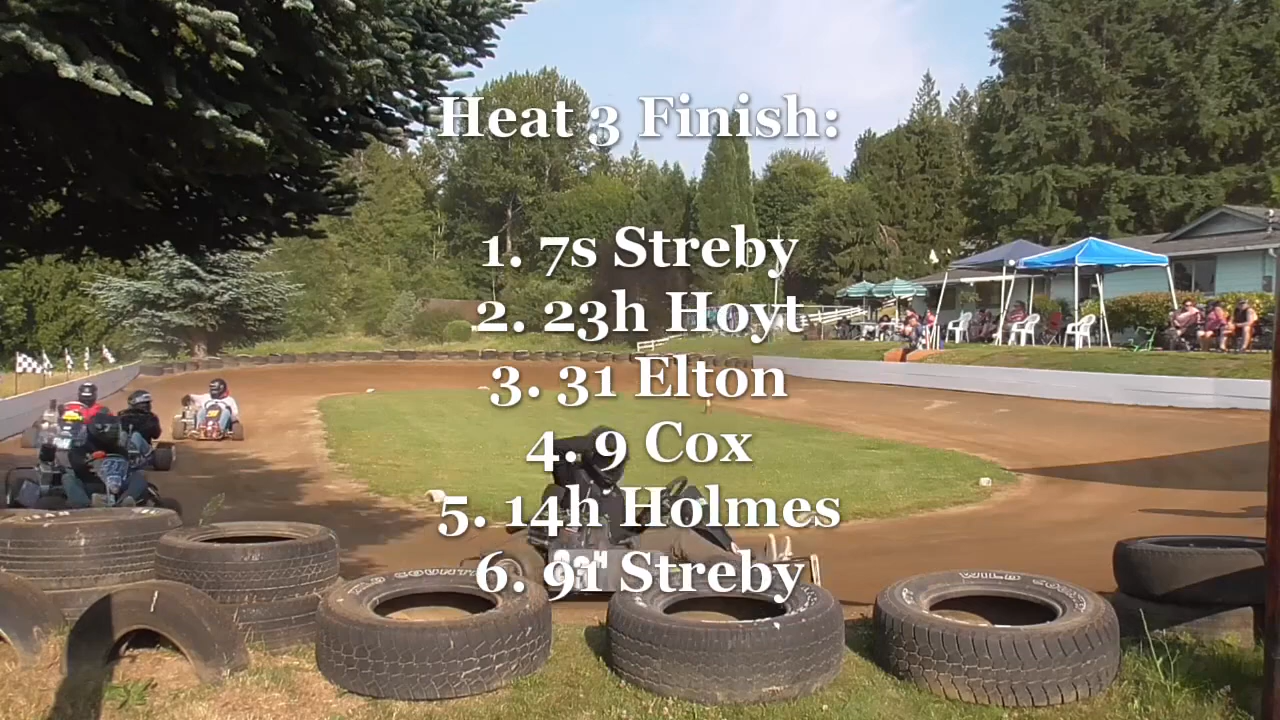 Heat 3 Finish:
1. 7s Streby
2. 23h Hoyt
3. 31 Elton
4. 9 Cox
5. 14h Holmes
6. 91 Streby